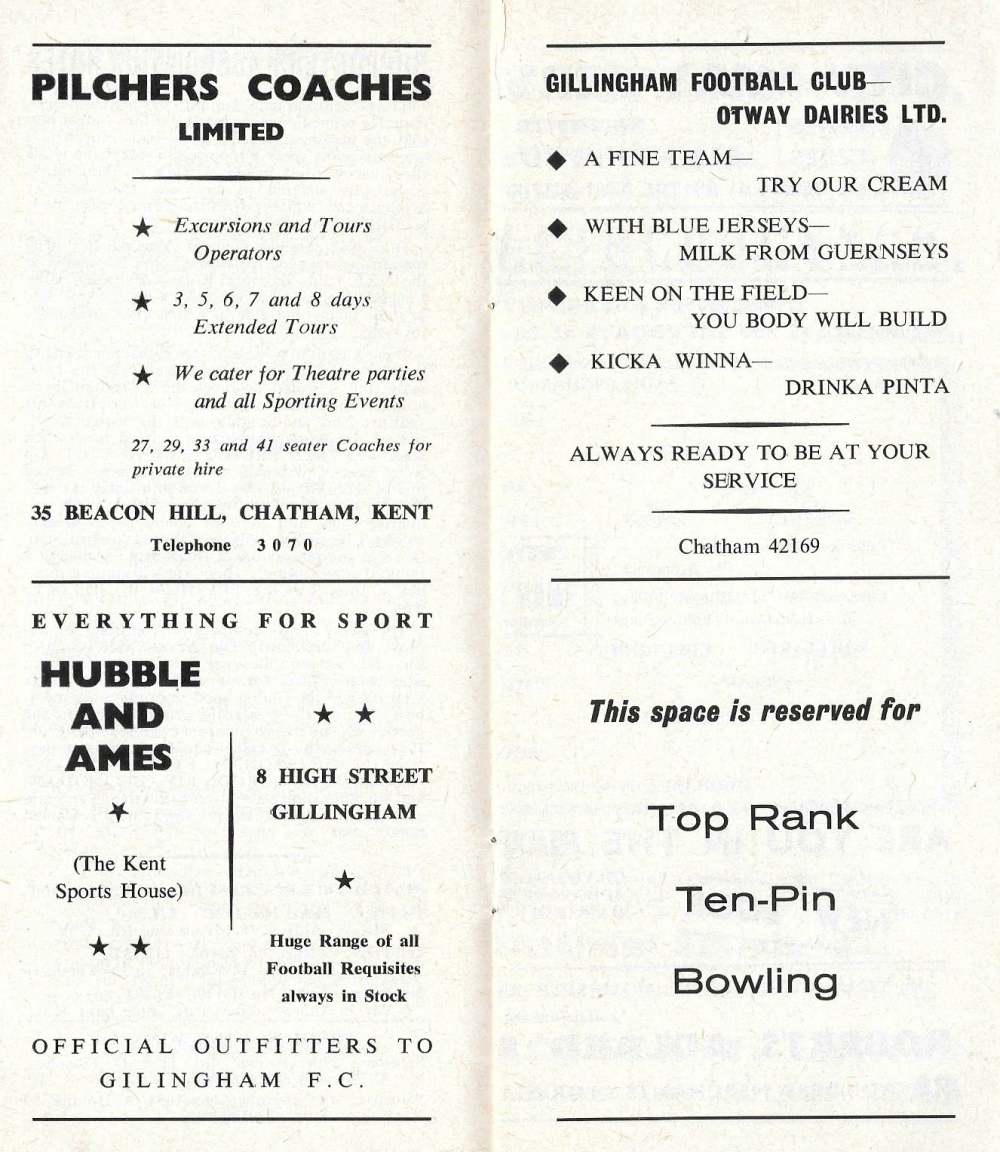 PILCHERS COACHES
LIMITED
★ Excursions and Tours
Operators
★ 3, 5, 6, 7 and 8 days
Extended Tours
★ We cater for Theatre parties
and all Sporting Events
27, 29, 33 and 41 seater Coaches for
private hire
35 BEACON HILL, CHATHAM, KENT
Telephone 3070
EVERYTHING FOR SPORT
HUBBLE
AND
AMES
(The Kent
Sports House)
8 HIGH STREET
GILLINGHAM
Huge Range of all
Football Requisites
always in Stock
OFFICIAL OUTFITTERS TO
GILINGHAM F.C.
GILLINGHAM FOOTBALL CLUB—
OTWAY DAIRIES LTD.
◆ A FINE TEAM—
TRY OUR CREAM
◆ WITH BLUE JERSEYS—
MILK FROM GUERNSEYS
◆ KEEN ON THE FIELD—
YOU BODY WILL BUILD
◆ KICKA WINNA—
DRINKA PINTA
ALWAYS READY TO BE AT YOUR
SERVICE
Chatham 42169
This space is reserved for
Top Rank
Ten-Pin
Bowling